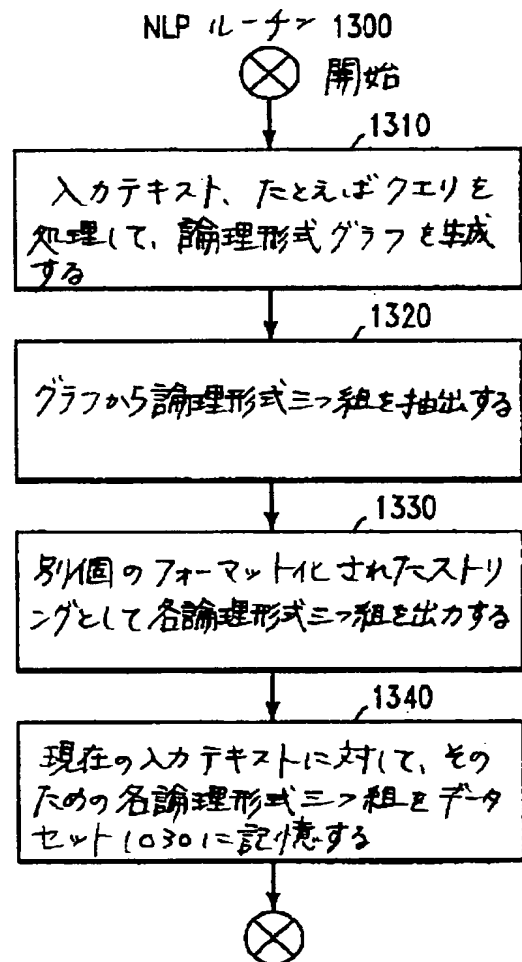 NLP ルーチン 1300
開始
1310
入力テキスト、たとえばクエリを
処理して、論理形式グラフを生成
する
1320
グラフから論理形式三つ組を抽出する
1330
別個のフォーマット化されたストリ
ングとして各論理形式三つ組を出力する
1340
現在の入力テキストに対して、その
ための各論理形式三つ組をデータ
セット1030に記憶する